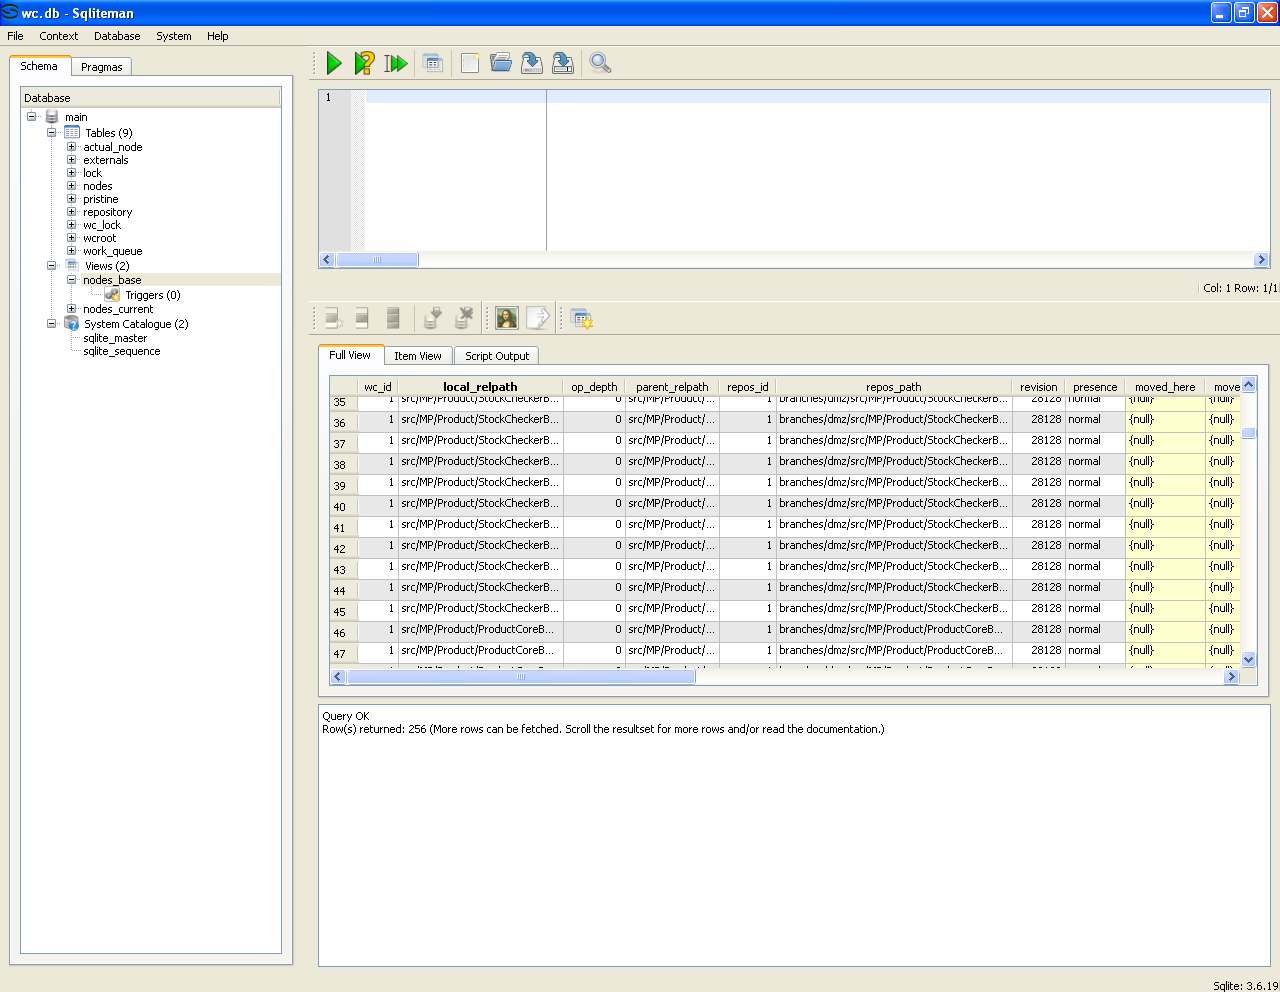 wc.db - Sqliteman
File Context Database System Help
Schema Pragmas
Database
main
Tables (9)
actual_node
externals
lock
nodes
pristine
repository
wc_lock
wcroot
work_queue
Views (2)
nodes_base
Triggers (0)
nodes_current
System Catalogue (2)
sqlite_master
sqlite_sequence
1
Col: 1 Row: 1/1
Full View Item View Script Output
wc_id local_relpath op_depth parent_relpath repos_id repos_path revision presence moved_here move
35 1 src/MP/Product/StockCheckerB... 0 src/MP/Product/... 1 branches/dmz/src/MP/Product/StockCheckerB... 28128 normal {null} {null}
36 1 src/MP/Product/StockCheckerB... 0 src/MP/Product/... 1 branches/dmz/src/MP/Product/StockCheckerB... 28128 normal {null} {null}
37 1 src/MP/Product/StockCheckerB... 0 src/MP/Product/... 1 branches/dmz/src/MP/Product/StockCheckerB... 28128 normal {null} {null}
38 1 src/MP/Product/StockCheckerB... 0 src/MP/Product/... 1 branches/dmz/src/MP/Product/StockCheckerB... 28128 normal {null} {null}
39 1 src/MP/Product/StockCheckerB... 0 src/MP/Product/... 1 branches/dmz/src/MP/Product/StockCheckerB... 28128 normal {null} {null}
40 1 src/MP/Product/StockCheckerB... 0 src/MP/Product/... 1 branches/dmz/src/MP/Product/StockCheckerB... 28128 normal {null} {null}
41 1 src/MP/Product/StockCheckerB... 0 src/MP/Product/... 1 branches/dmz/src/MP/Product/StockCheckerB... 28128 normal {null} {null}
42 1 src/MP/Product/StockCheckerB... 0 src/MP/Product/... 1 branches/dmz/src/MP/Product/StockCheckerB... 28128 normal {null} {null}
43 1 src/MP/Product/StockCheckerB... 0 src/MP/Product/... 1 branches/dmz/src/MP/Product/StockCheckerB... 28128 normal {null} {null}
44 1 src/MP/Product/StockCheckerB... 0 src/MP/Product/... 1 branches/dmz/src/MP/Product/StockCheckerB... 28128 normal {null} {null}
45 1 src/MP/Product/StockCheckerB... 0 src/MP/Product/... 1 branches/dmz/src/MP/Product/StockCheckerB... 28128 normal {null} {null}
46 1 src/MP/Product/ProductCoreB... 0 src/MP/Product/... 1 branches/dmz/src/MP/Product/ProductCoreB... 28128 normal {null} {null}
47 1 src/MP/Product/ProductCoreB... 0 src/MP/Product/... 1 branches/dmz/src/MP/Product/ProductCoreB... 28128 normal {null} {null}
Query OK
Row(s) returned: 256 (More rows can be fetched. Scroll the resultset for more rows and/or read the documentation.)
Sqlite: 3.6.19